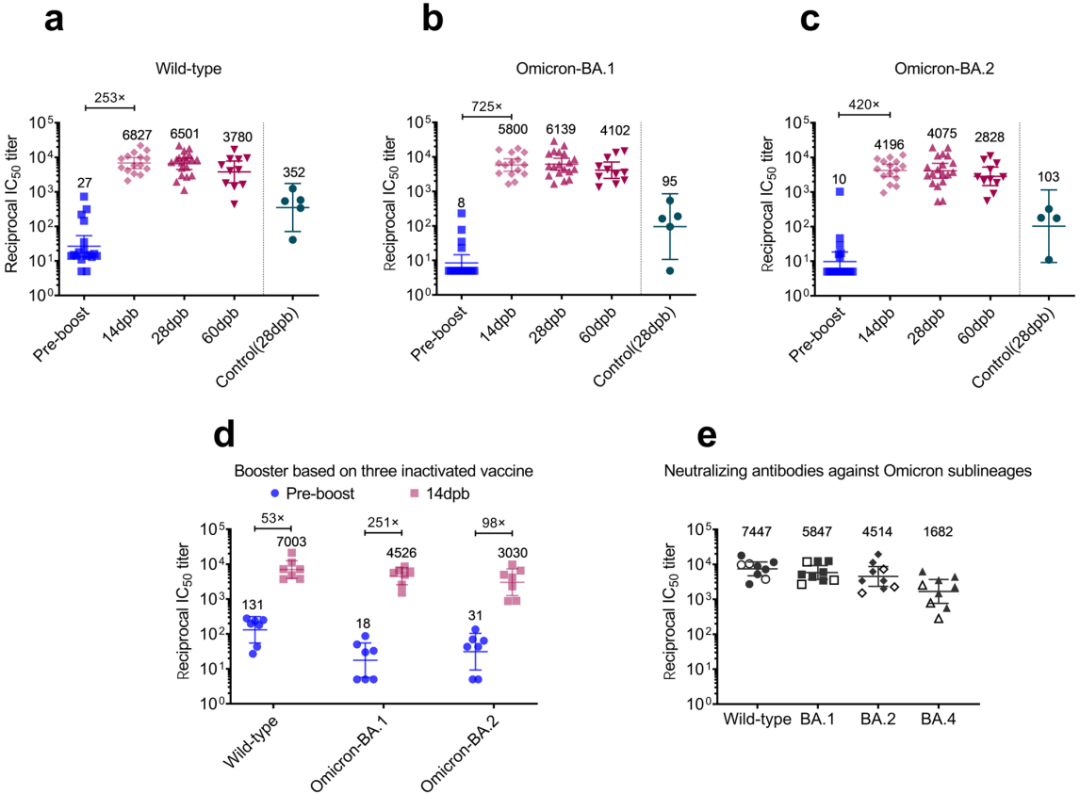 a
Wild-type
253×
6827 6501 3780
27
352
Reciprocal IC50 titer
10^5
10^4
10^3
10^2
10^1
10^0
Pre-boost 14dpb 28dpb 60dpb Control(28dpb)
b
Omicron-BA.1
725×
5800 6139 4102
8
95
Reciprocal IC50 titer
10^5
10^4
10^3
10^2
10^1
10^0
Pre-boost 14dpb 28dpb 60dpb Control(28dpb)
c
Omicron-BA.2
420×
4196 4075 2828
10
103
Reciprocal IC50 titer
10^5
10^4
10^3
10^2
10^1
10^0
Pre-boost 14dpb 28dpb 60dpb Control(28dpb)
d
Booster based on three inactivated vaccine
Pre-boost 14dpb
53× 251× 98×
7003 4526 3030
131 18 31
Reciprocal IC50 titer
10^5
10^4
10^3
10^2
10^1
10^0
Wild-type Omicron-BA.1 Omicron-BA.2
e
Neutralizing antibodies against Omicron sublineages
7447 5847 4514 1682
Reciprocal IC50 titer
10^5
10^4
10^3
10^2
10^1
10^0
Wild-type BA.1 BA.2 BA.4